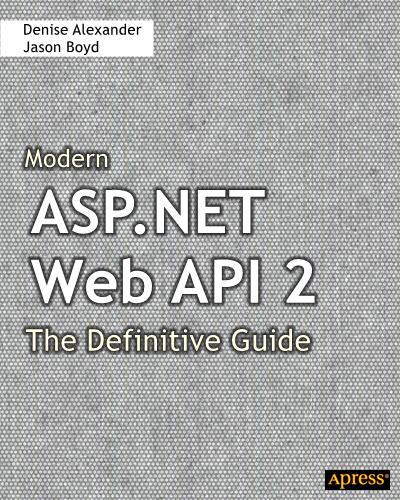 Denise Alexander
Jason Boyd
Modern
ASP.NET
Web API 2
The Definitive Guide
Apress®